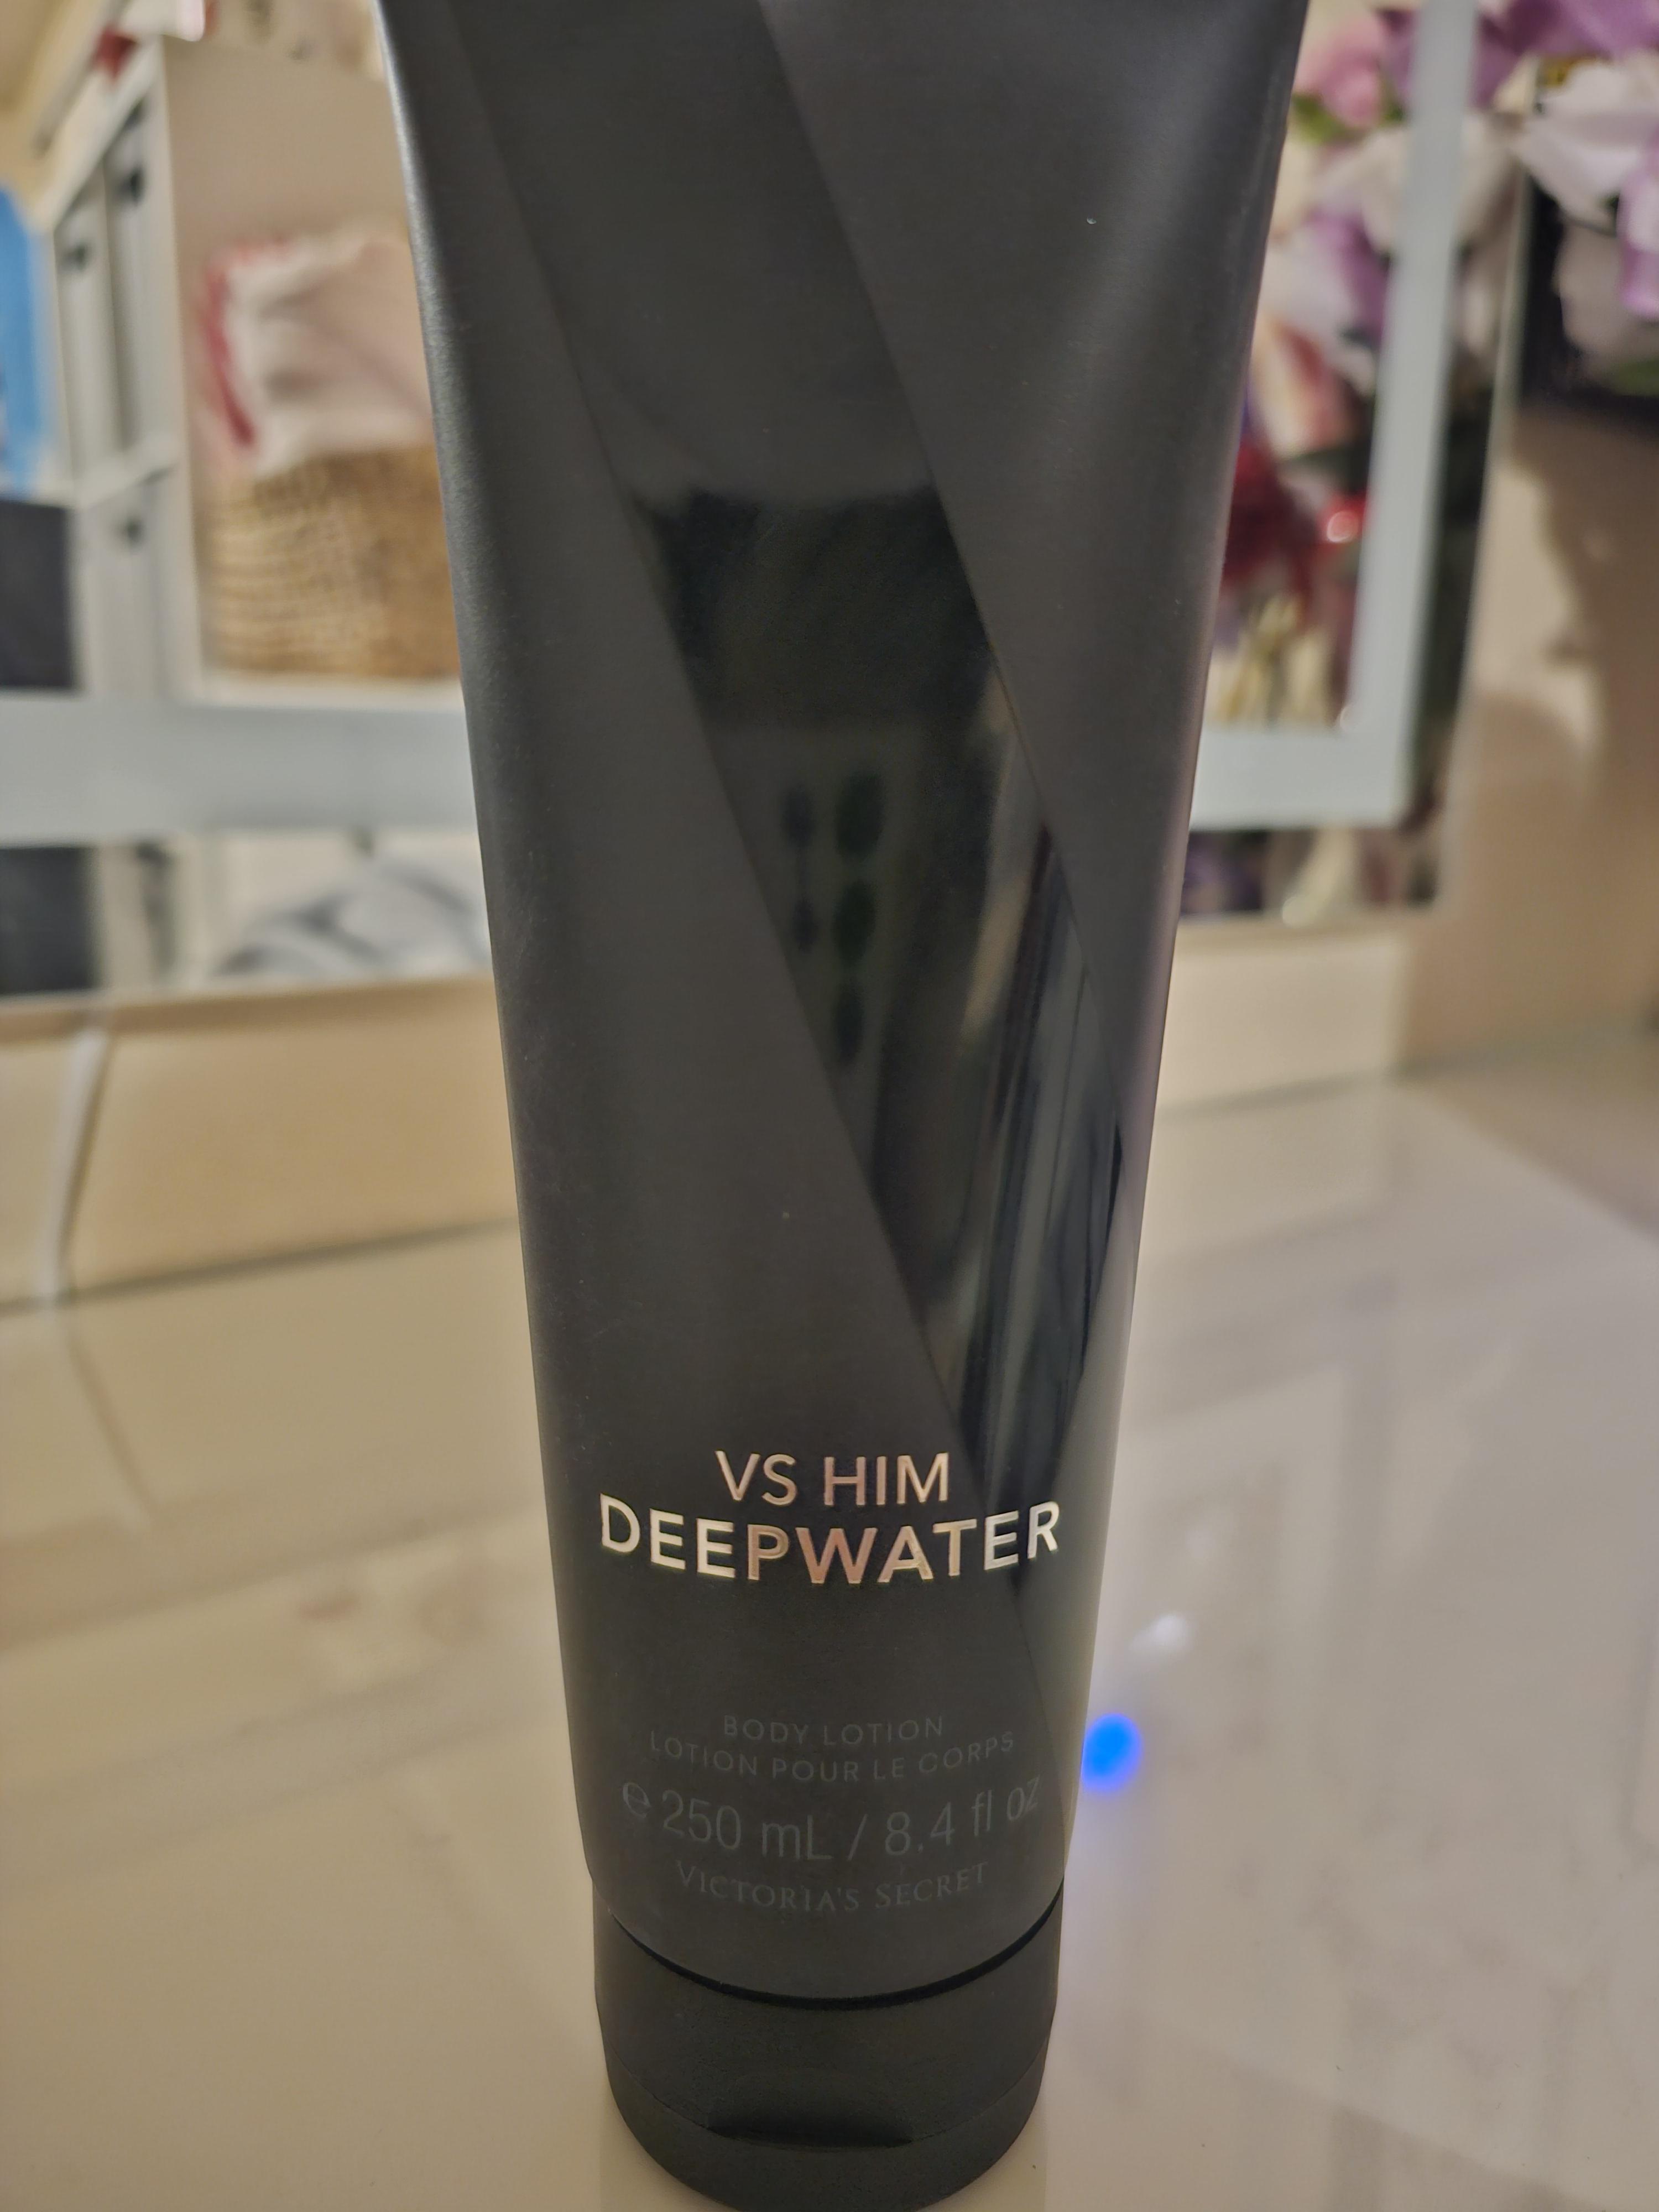 VS HIM
DEEPWATER
BODY LOTION
LOTION POUR LE CORPS
℮ 250 mL / 8.4 fl oz
VICTORIA'S SECRET